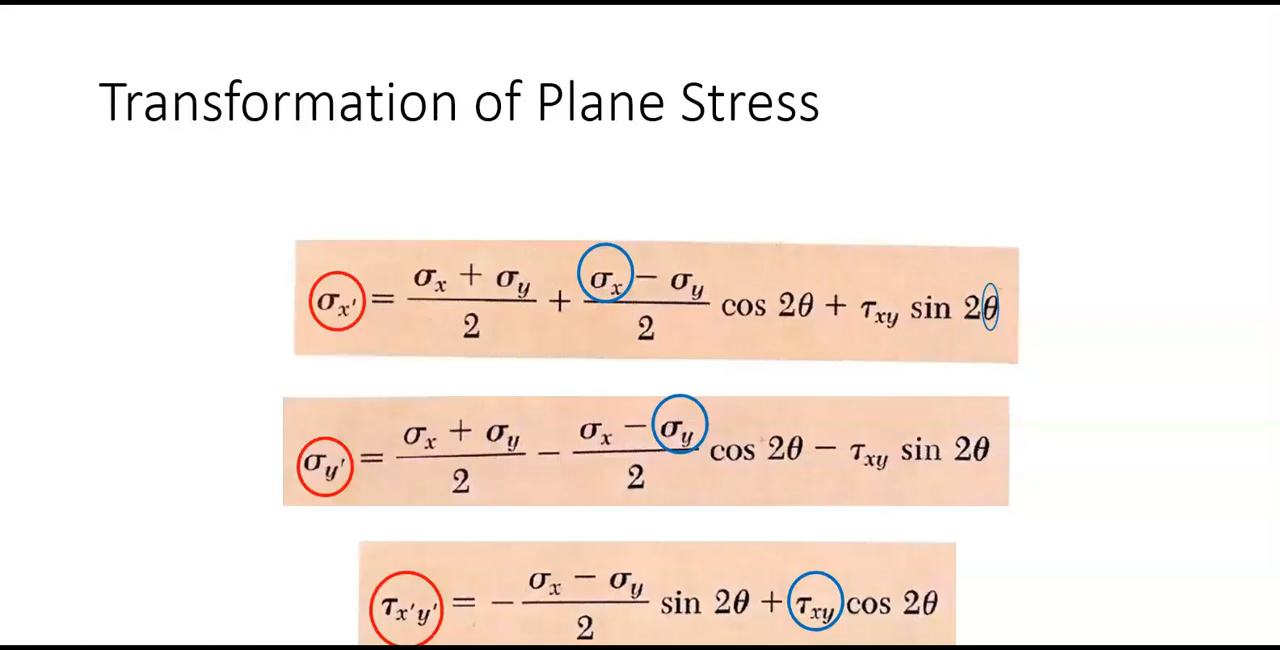 Transformation of Plane Stress
σx' = (σx + σy)/2 + (σx − σy)/2 cos 2θ + τxy sin 2θ
σy' = (σx + σy)/2 − (σx − σy)/2 cos 2θ − τxy sin 2θ
τx'y' = −(σx − σy)/2 sin 2θ + τxy cos 2θ